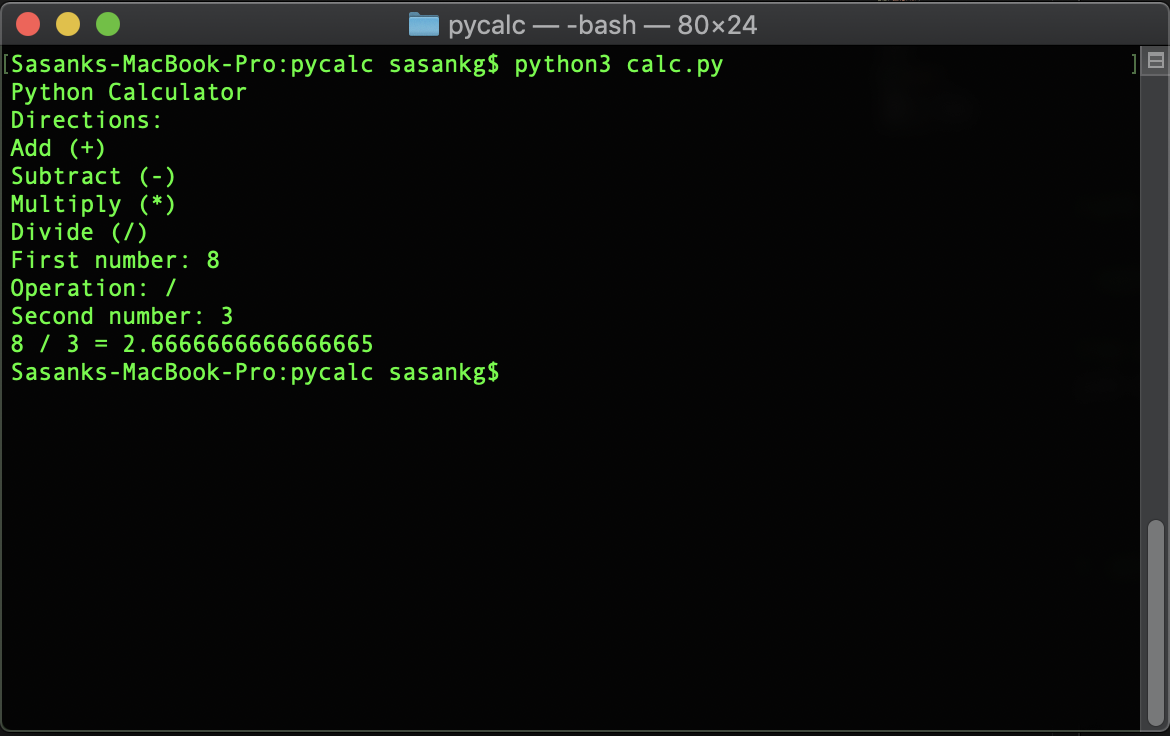 pycalc — -bash — 80×24
[Sasanks-MacBook-Pro:pycalc sasankg$ python3 calc.py ]
Python Calculator
Directions:
Add (+)
Subtract (-)
Multiply (*)
Divide (/)
First number: 8
Operation: /
Second number: 3
8 / 3 = 2.6666666666666665
Sasanks-MacBook-Pro:pycalc sasankg$